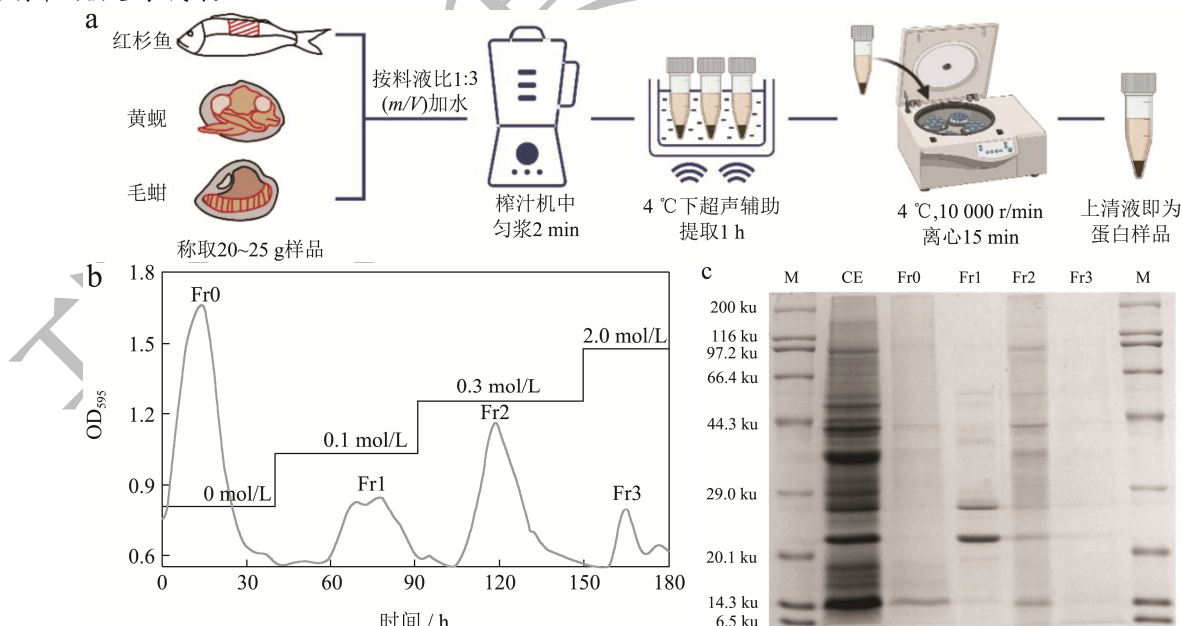 a
红杉鱼
黄蚬
毛蚶
称取20~25 g样品
按料液比1:3
(m/V)加水
榨汁机中
匀浆2 min
4 ℃下超声辅助
提取1 h
4 ℃,10 000 r/min
离心15 min
上清液即为
蛋白样品
b
1.8
1.5
1.2
0.9
0.6
OD595
Fr0
0 mol/L
0.1 mol/L
Fr1
0.3 mol/L
Fr2
2.0 mol/L
Fr3
0 30 60 90 120 150 180
时间 / h
c
M CE Fr0 Fr1 Fr2 Fr3 M
200 ku
116 ku
97.2 ku
66.4 ku
44.3 ku
29.0 ku
20.1 ku
14.3 ku
6.5 ku